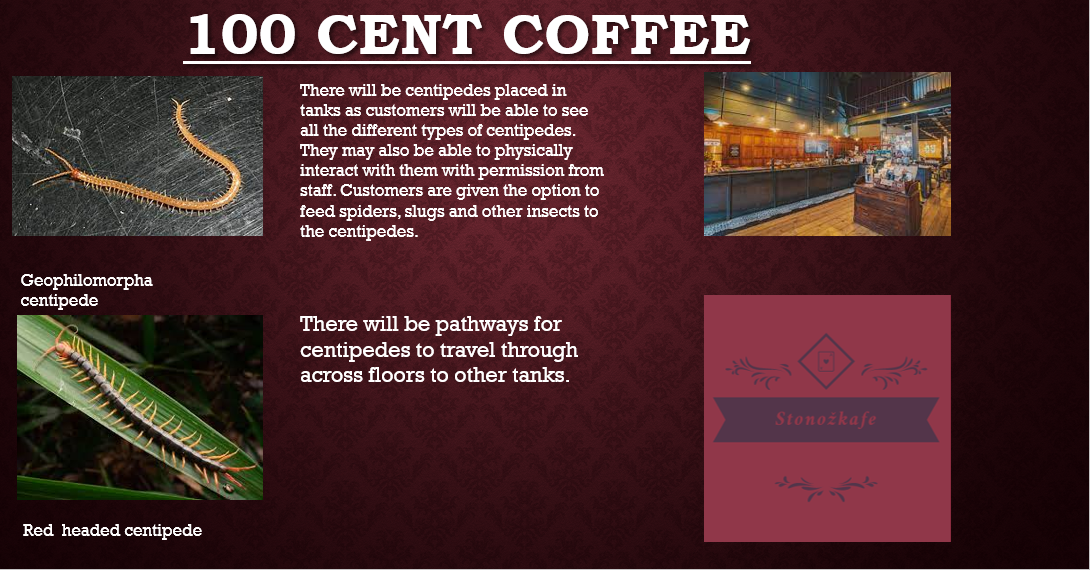 100 CENT COFFEE
There will be centipedes placed in
tanks as customers will be able to see
all the different types of centipedes.
They may also be able to physically
interact with them with permission from
staff. Customers are given the option to
feed spiders, slugs and other insects to
the centipedes.
Geophilomorpha
centipede
There will be pathways for
centipedes to travel through
across floors to other tanks.
Stonožkafe
Red  headed centipede